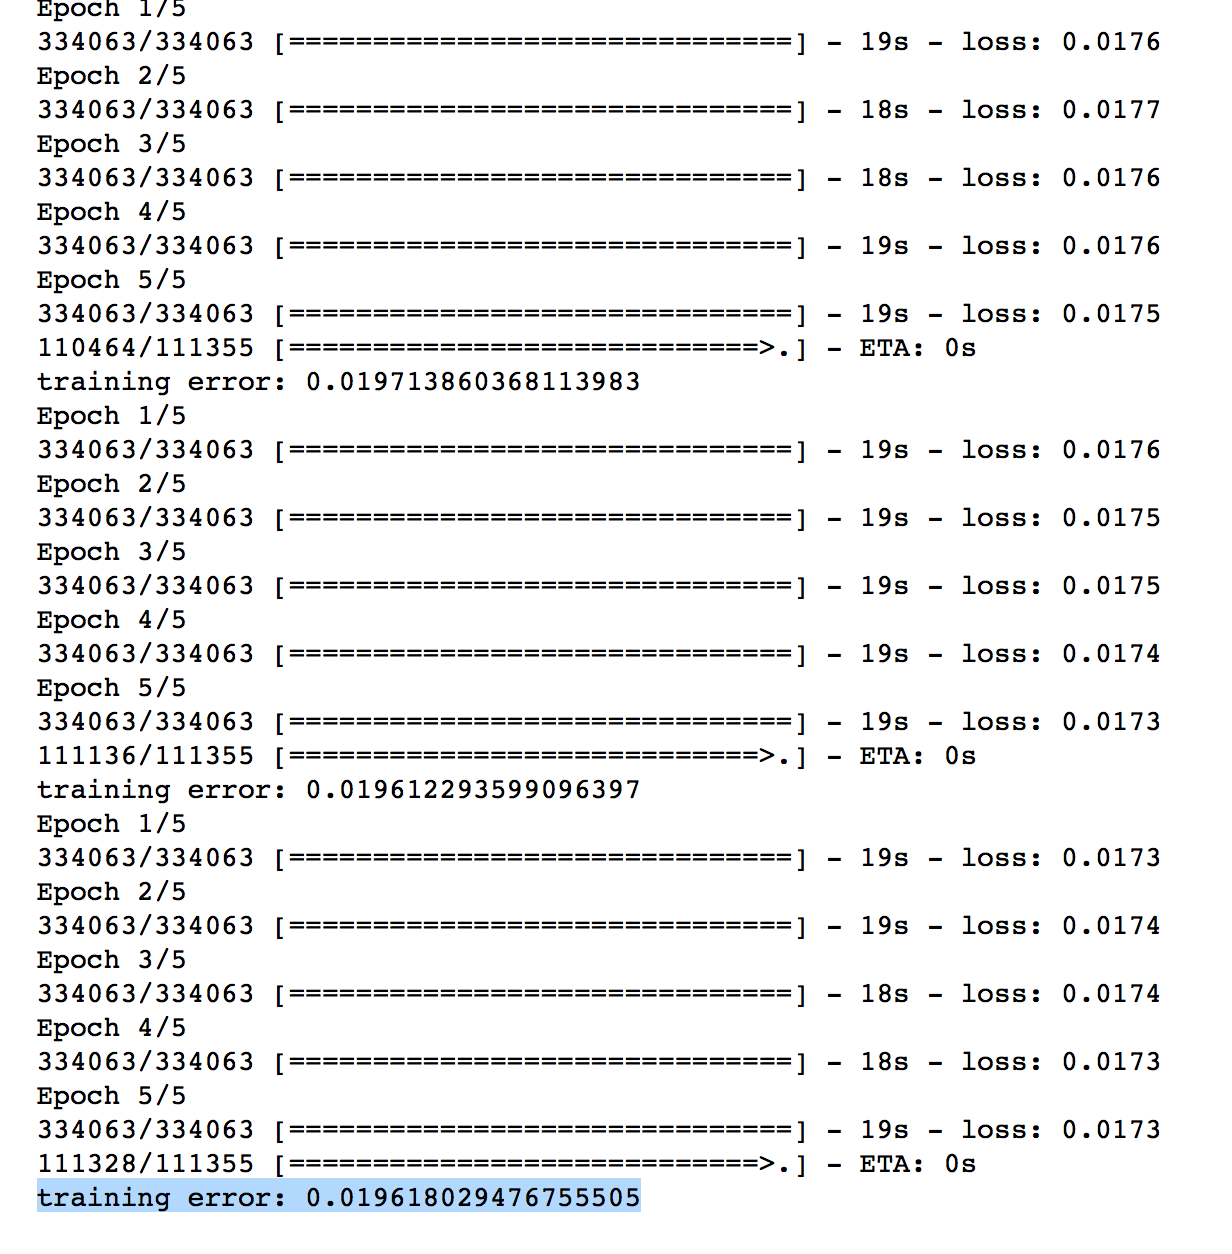 Epoch 1/5
334063/334063 [==============================] - 19s - loss: 0.0176
Epoch 2/5
334063/334063 [==============================] - 18s - loss: 0.0177
Epoch 3/5
334063/334063 [==============================] - 18s - loss: 0.0176
Epoch 4/5
334063/334063 [==============================] - 19s - loss: 0.0176
Epoch 5/5
334063/334063 [==============================] - 19s - loss: 0.0175
110464/111355 [============================>.] - ETA: 0s
training error: 0.019713860368113983
Epoch 1/5
334063/334063 [==============================] - 19s - loss: 0.0176
Epoch 2/5
334063/334063 [==============================] - 19s - loss: 0.0175
Epoch 3/5
334063/334063 [==============================] - 19s - loss: 0.0175
Epoch 4/5
334063/334063 [==============================] - 19s - loss: 0.0174
Epoch 5/5
334063/334063 [==============================] - 19s - loss: 0.0173
111136/111355 [============================>.] - ETA: 0s
training error: 0.019612293599096397
Epoch 1/5
334063/334063 [==============================] - 19s - loss: 0.0173
Epoch 2/5
334063/334063 [==============================] - 19s - loss: 0.0174
Epoch 3/5
334063/334063 [==============================] - 18s - loss: 0.0174
Epoch 4/5
334063/334063 [==============================] - 18s - loss: 0.0173
Epoch 5/5
334063/334063 [==============================] - 19s - loss: 0.0173
111328/111355 [============================>.] - ETA: 0s
training error: 0.019618029476755505